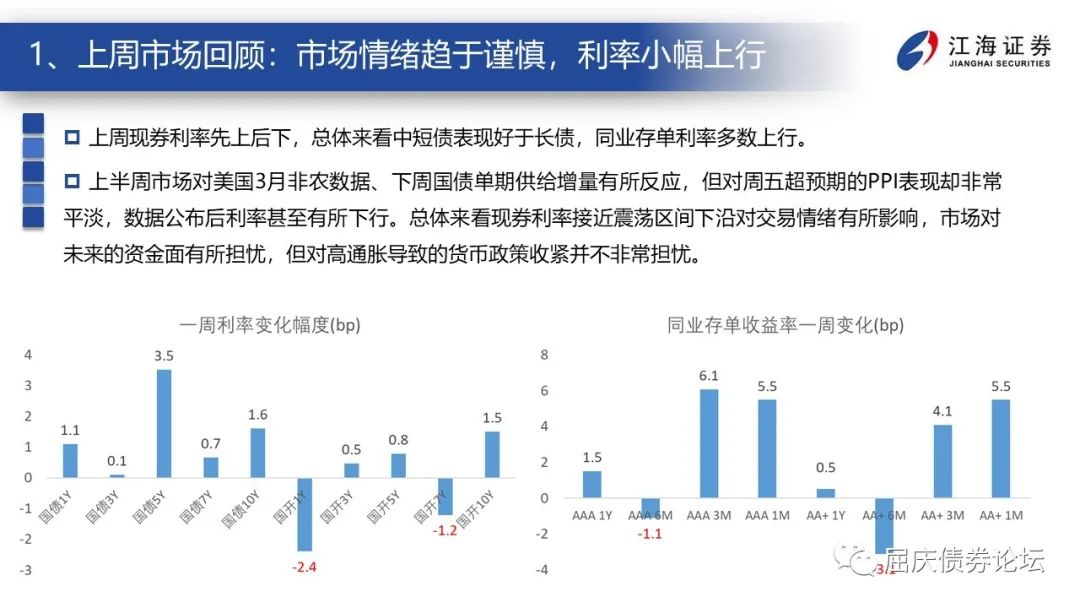 1、上周市场回顾：市场情绪趋于谨慎，利率小幅上行
江海证券
JIANGHAI SECURITIES
上周现券利率先上后下，总体来看中短债表现好于长债，同业存单利率多数上行。
上半周市场对美国3月非农数据、下周国债单期供给增量有所反应，但对周五超预期的PPI表现却非常
平淡，数据公布后利率甚至有所下行。总体来看现券利率接近震荡区间下沿对交易情绪有所影响，市场对
未来的资金面有所担忧，但对高通胀导致的货币政策收紧并不非常担忧。
一周利率变化幅度(bp)
4
3
2
1
0
-1
-2
-3
1.1
0.1
3.5
0.7
1.6
-2.4
0.5
0.8
-1.2
1.5
国债1Y
国债3Y
国债5Y
国债7Y
国债10Y
国开1Y
国开3Y
国开5Y
国开7Y
国开10Y
同业存单收益率一周变化(bp)
8
6
4
2
0
-2
-4
1.5
-1.1
6.1
5.5
0.5
-3.1
4.1
5.5
AAA 1Y
AAA 6M
AAA 3M
AAA 1M
AA+ 1Y
AA+ 6M
AA+ 3M
AA+ 1M
屈庆债券论坛